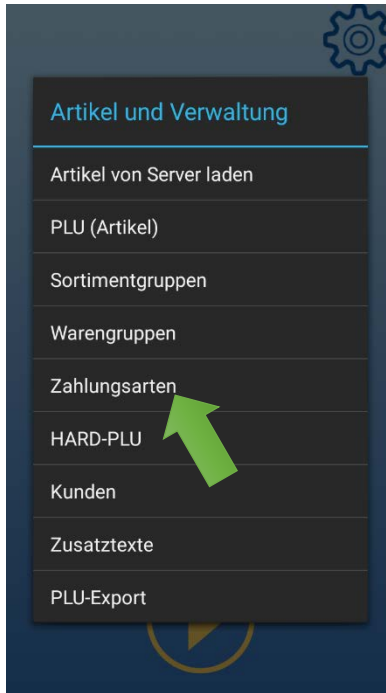 Artikel und Verwaltung
Artikel von Server laden
PLU (Artikel)
Sortimentgruppen
Warengruppen
Zahlungsarten
HARD-PLU
Kunden
Zusatztexte
PLU-Export